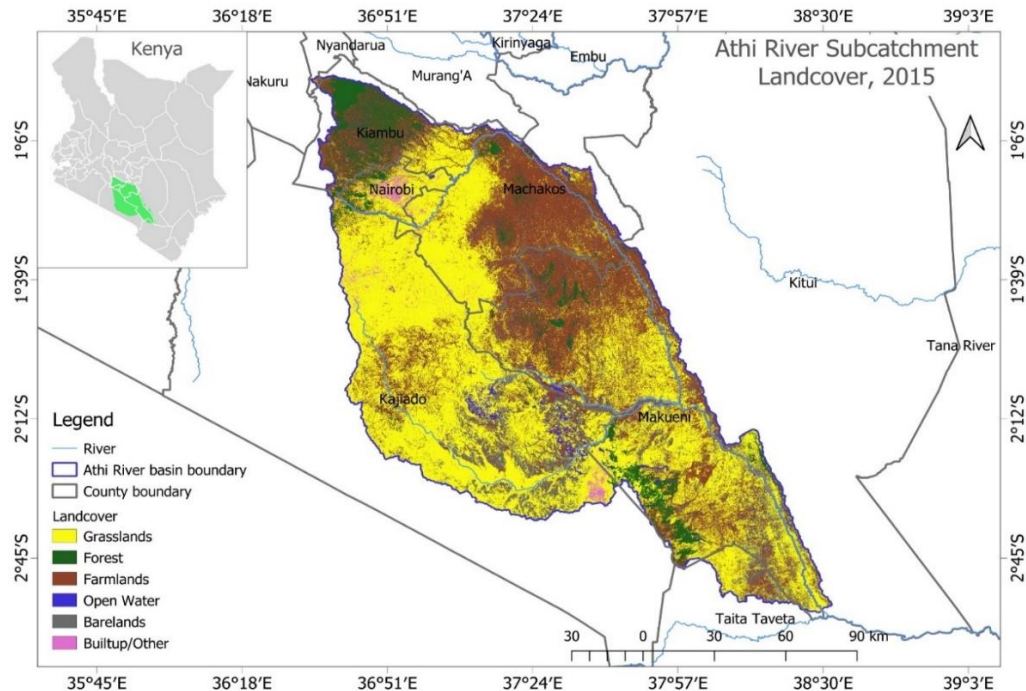 35°45'E 36°18'E 36°51'E 37°24'E 37°57'E 38°30'E 39°3'E
Kenya
Nyandarua
Kirinyaga
Embu
Athi River Subcatchment
Landcover, 2015
Nakuru
Murang'A
1°6'S
1°6'S
Kiambu
Nairobi
Machakos
1°39'S
1°39'S
Kitui
Tana River
Kajiado
Makueni
2°12'S
2°12'S
Legend
River
Athi River basin boundary
County boundary
Landcover
Grasslands
Forest
Farmlands
Open Water
Barelands
Builtup/Other
2°45'S
2°45'S
Taita Taveta
30 0 30 60 90 km
35°45'E 36°18'E 36°51'E 37°24'E 37°57'E 38°30'E 39°3'E